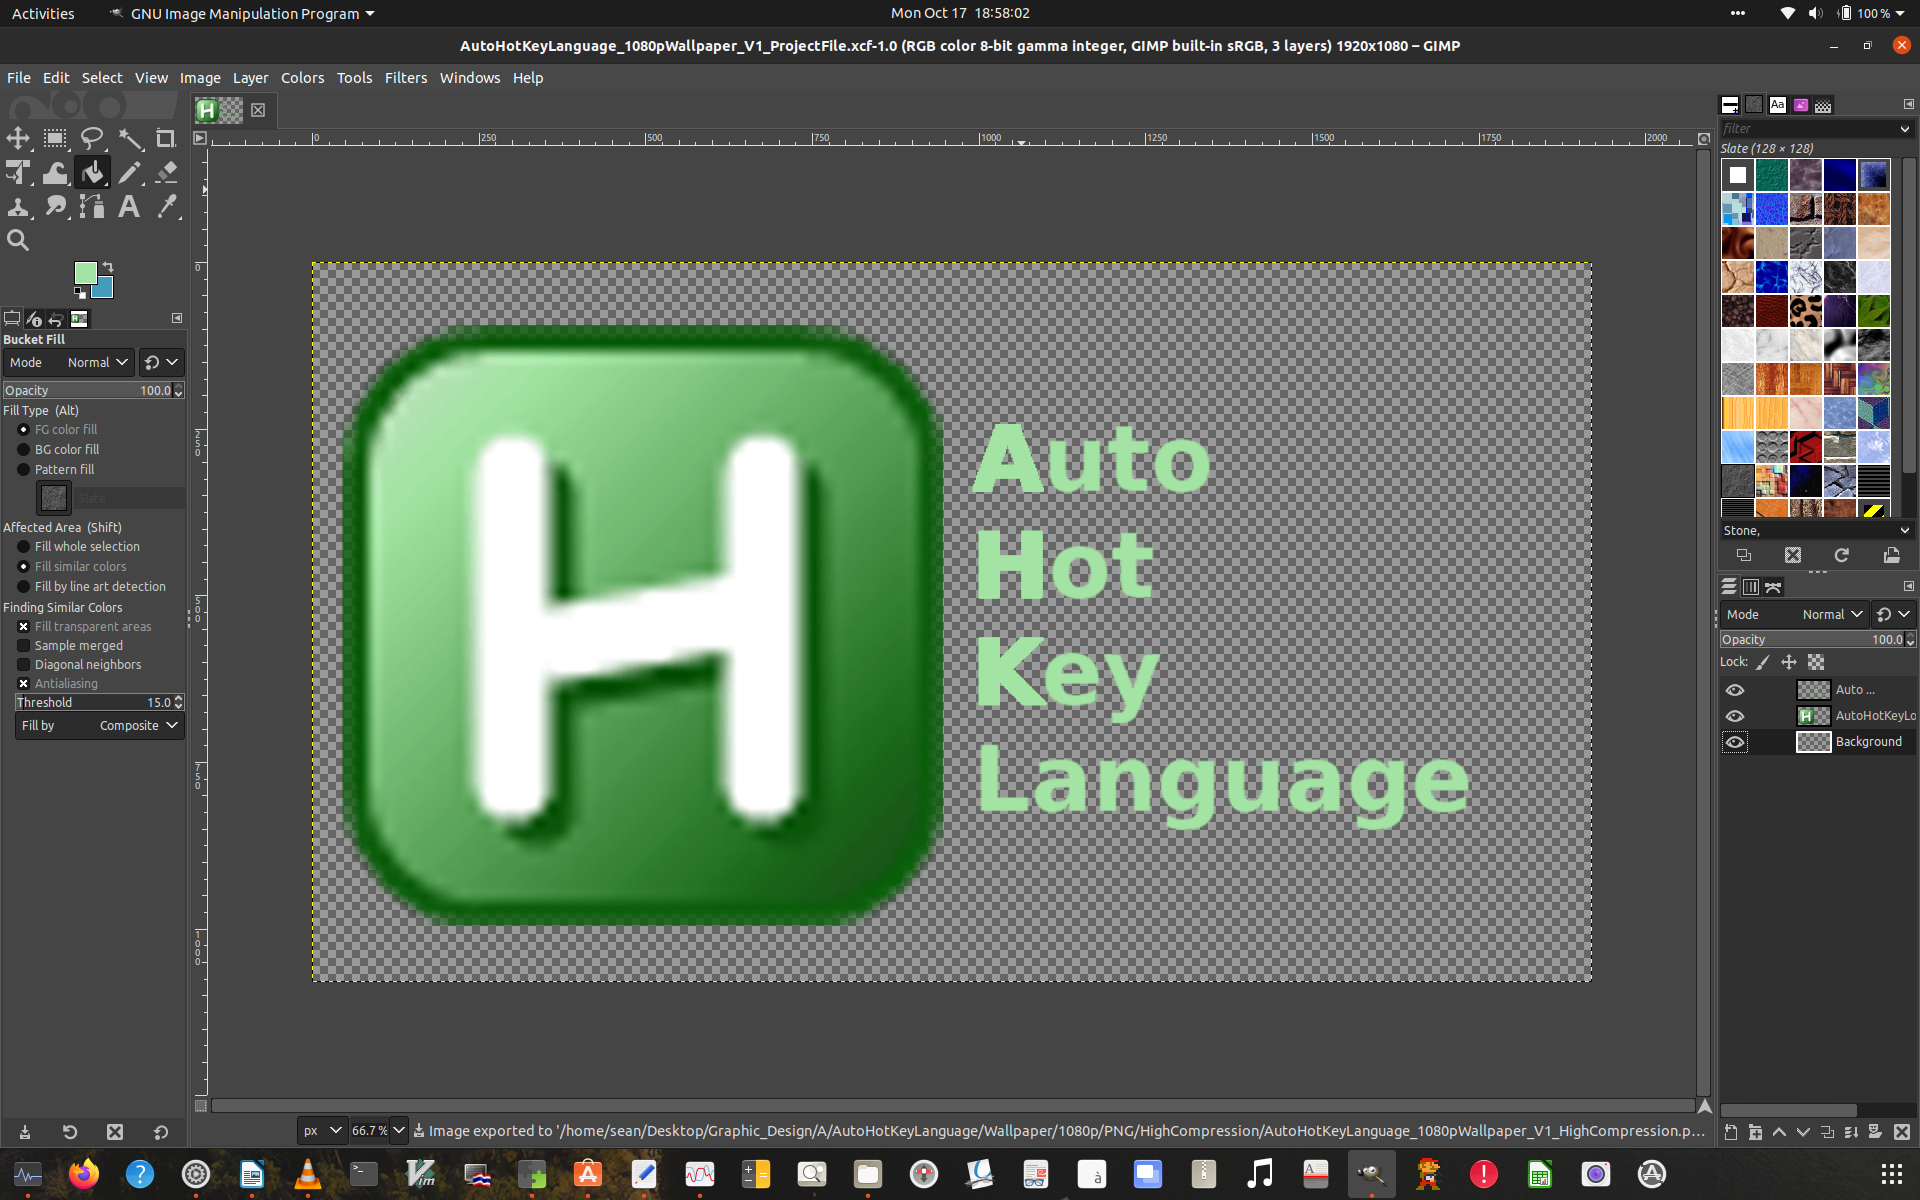 Activities
GNU Image Manipulation Program
Mon Oct 17 18:58:02
100 %
AutoHotKeyLanguage_1080pWallpaper_V1_ProjectFile.xcf-1.0 (RGB color 8-bit gamma integer, GIMP built-in sRGB, 3 layers) 1920x1080 – GIMP
File Edit Select View Image Layer Colors Tools Filters Windows Help
0 250 500 750 1000 1250 1500 1750 2000
0
250
500
750
1000
Bucket Fill
Mode Normal
Opacity 100.0
Fill Type (Alt)
FG color fill
BG color fill
Pattern fill
Slate
Affected Area (Shift)
Fill whole selection
Fill similar colors
Fill by line art detection
Finding Similar Colors
Fill transparent areas
Sample merged
Diagonal neighbors
Antialiasing
Threshold 15.0
Fill by Composite
H
Auto
Hot
Key
Language
px 66.7 % Image exported to '/home/sean/Desktop/Graphic_Design/A/AutoHotKeyLanguage/Wallpaper/1080p/PNG/HighCompression/AutoHotKeyLanguage_1080pWallpaper_V1_HighCompression.p...
Aa
filter
Slate (128 × 128)
Stone,
Mode Normal
Opacity 100.0
Lock:
Auto ...
AutoHotKeyLo
Background